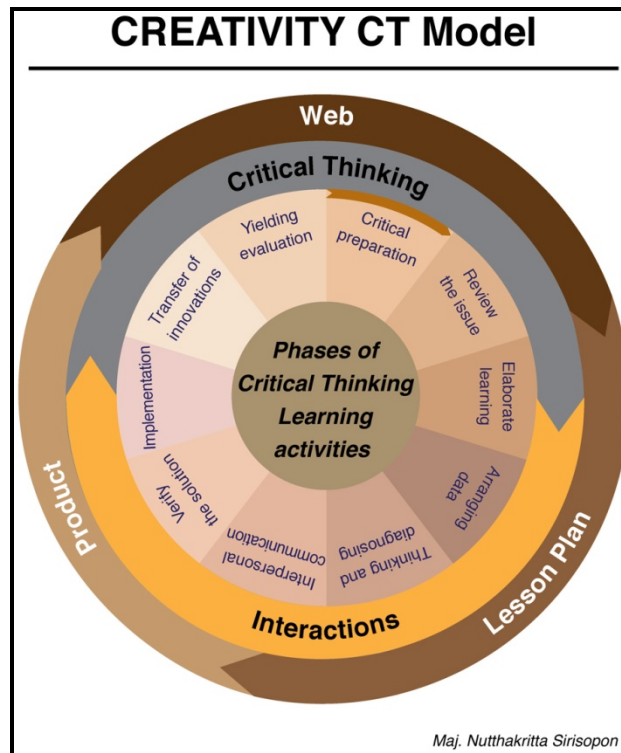 CREATIVITY CT Model
Web
Critical Thinking
Critical
preparation
Review
the issue
Elaborate
learning
Arranging
data
Thinking and
diagnosing
Interpersonal
communication
Verify
the solution
Implementation
Transfer of
innovations
Yielding
evaluation
Phases of
Critical Thinking
Learning
activities
Interactions
Lesson Plan
Product
Maj. Nutthakritta Sirisopon